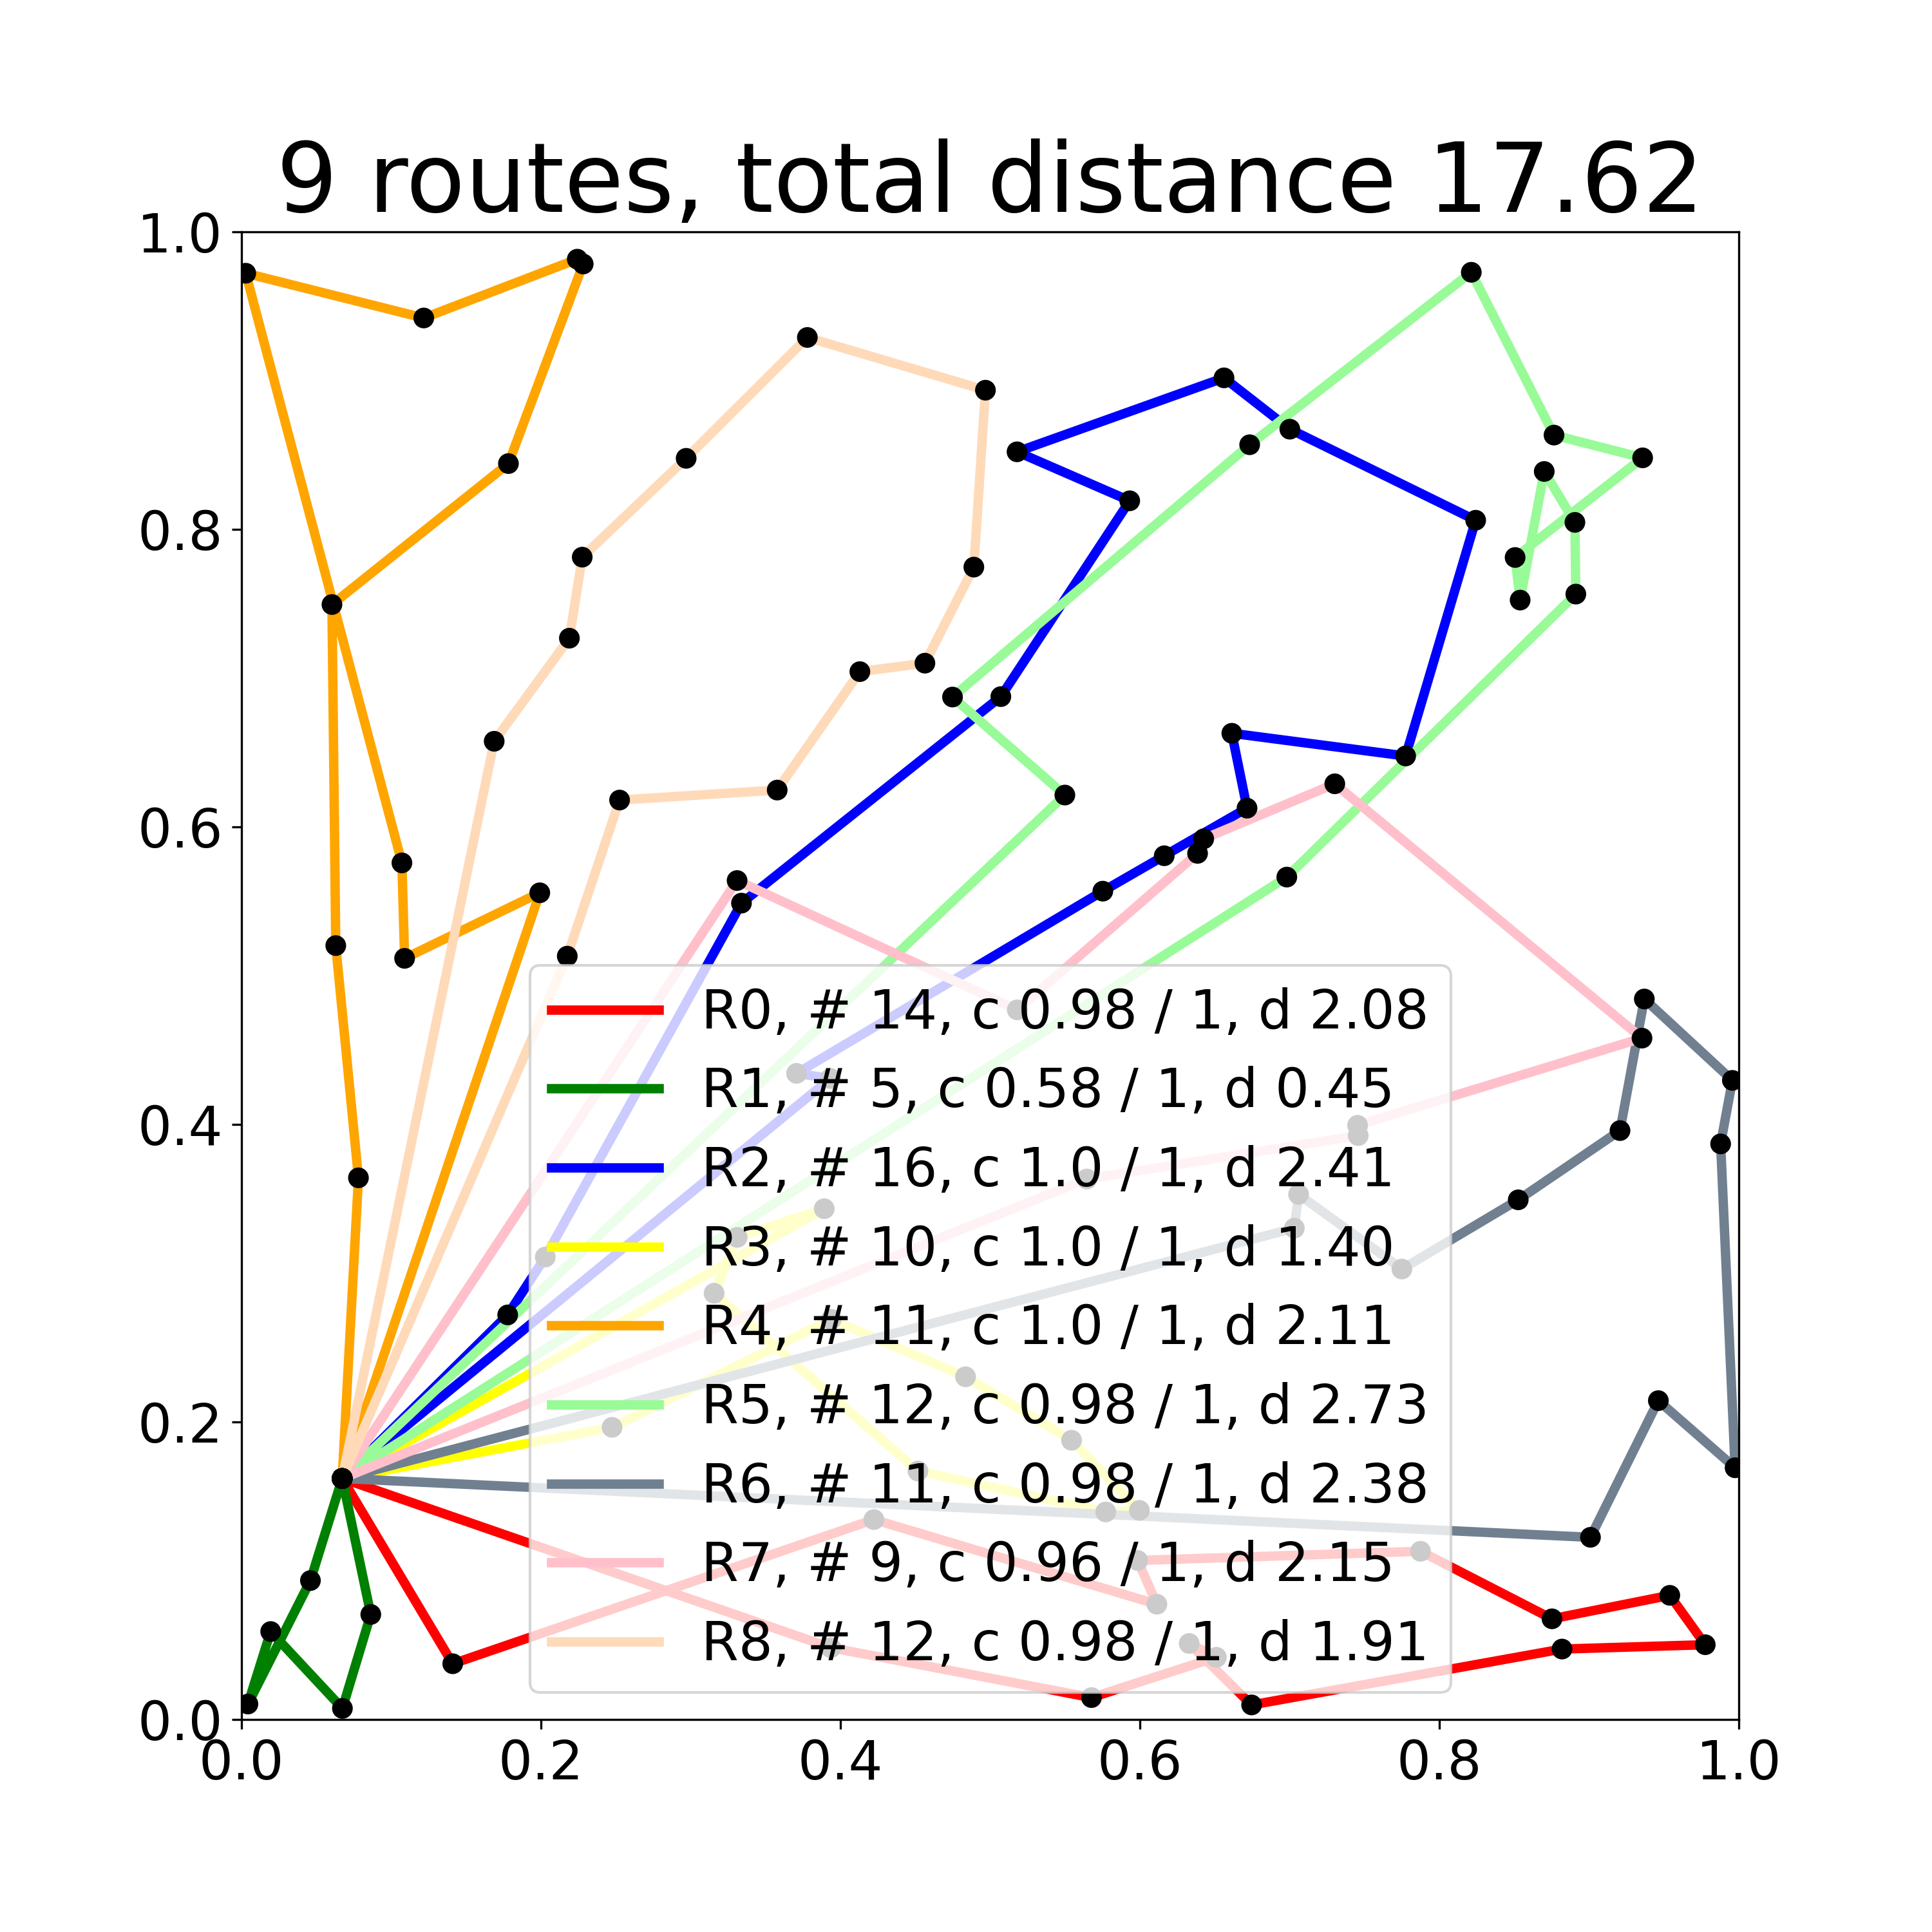 9 routes, total distance 17.62
1.0
0.8
0.6
0.4
0.2
0.0
R0, # 14, c 0.98 / 1, d 2.08
R1, # 5, c 0.58 / 1, d 0.45
R2, # 16, c 1.0 / 1, d 2.41
R3, # 10, c 1.0 / 1, d 1.40
R4, # 11, c 1.0 / 1, d 2.11
R5, # 12, c 0.98 / 1, d 2.73
R6, # 11, c 0.98 / 1, d 2.38
R7, # 9, c 0.96 / 1, d 2.15
R8, # 12, c 0.98 / 1, d 1.91
0.0 0.2 0.4 0.6 0.8 1.0